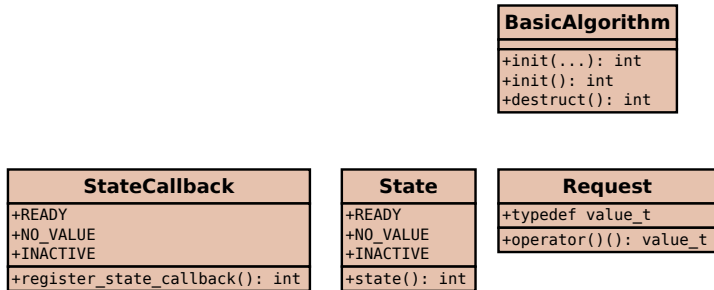 BasicAlgorithm
+init(...): int
+init(): int
+destruct(): int
StateCallback
+READY
+NO_VALUE
+INACTIVE
+register_state_callback(): int
State
+READY
+NO_VALUE
+INACTIVE
+state(): int
Request
+typedef value_t
+operator()(): value_t